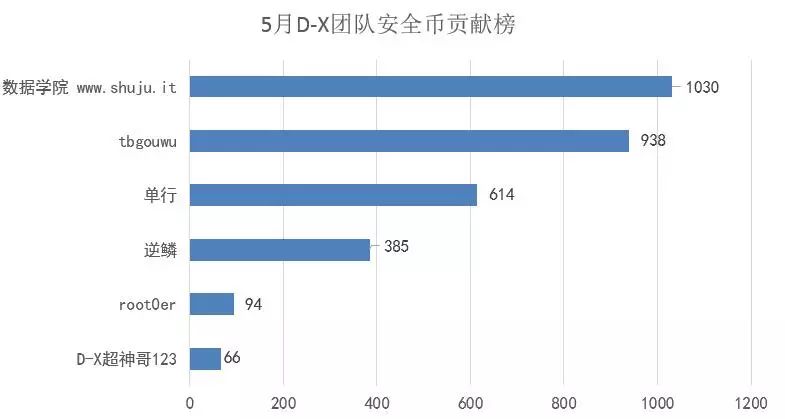 5月D-X团队安全币贡献榜
数据学院 www.shuju.it 1030
tbgouwu 938
单行 614
逆鳞 385
root0er 94
D-X超神哥123 66
0 200 400 600 800 1000 1200